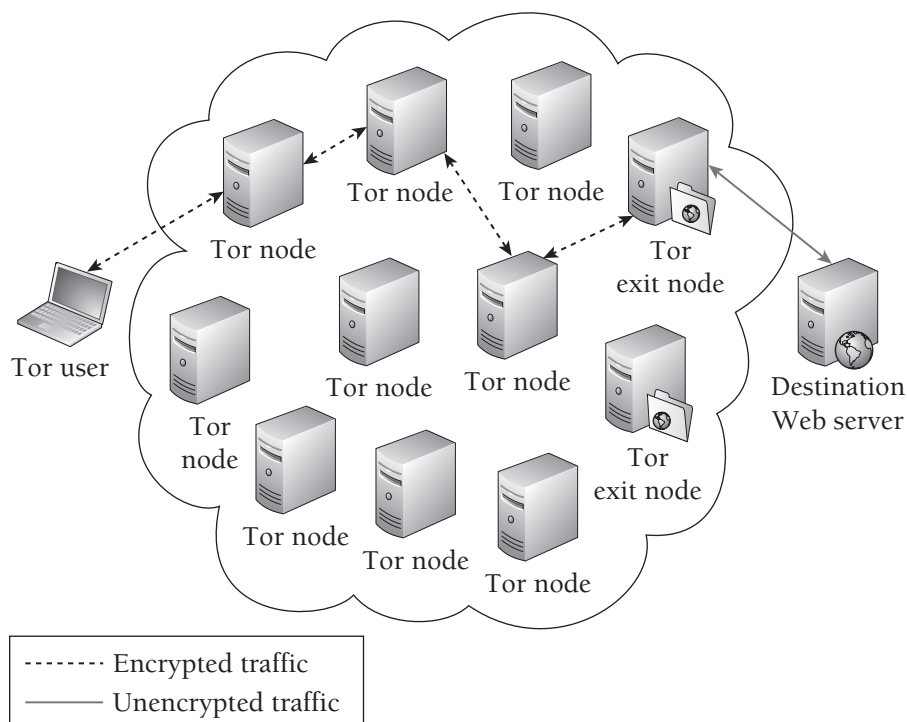 Tor node
Tor node
Tor node
Tor
exit node
Tor user
Tor node
Tor node
Destination
Web server
Tor
node
Tor
exit node
Tor node
Tor node
Tor node
Encrypted traffic
Unencrypted traffic